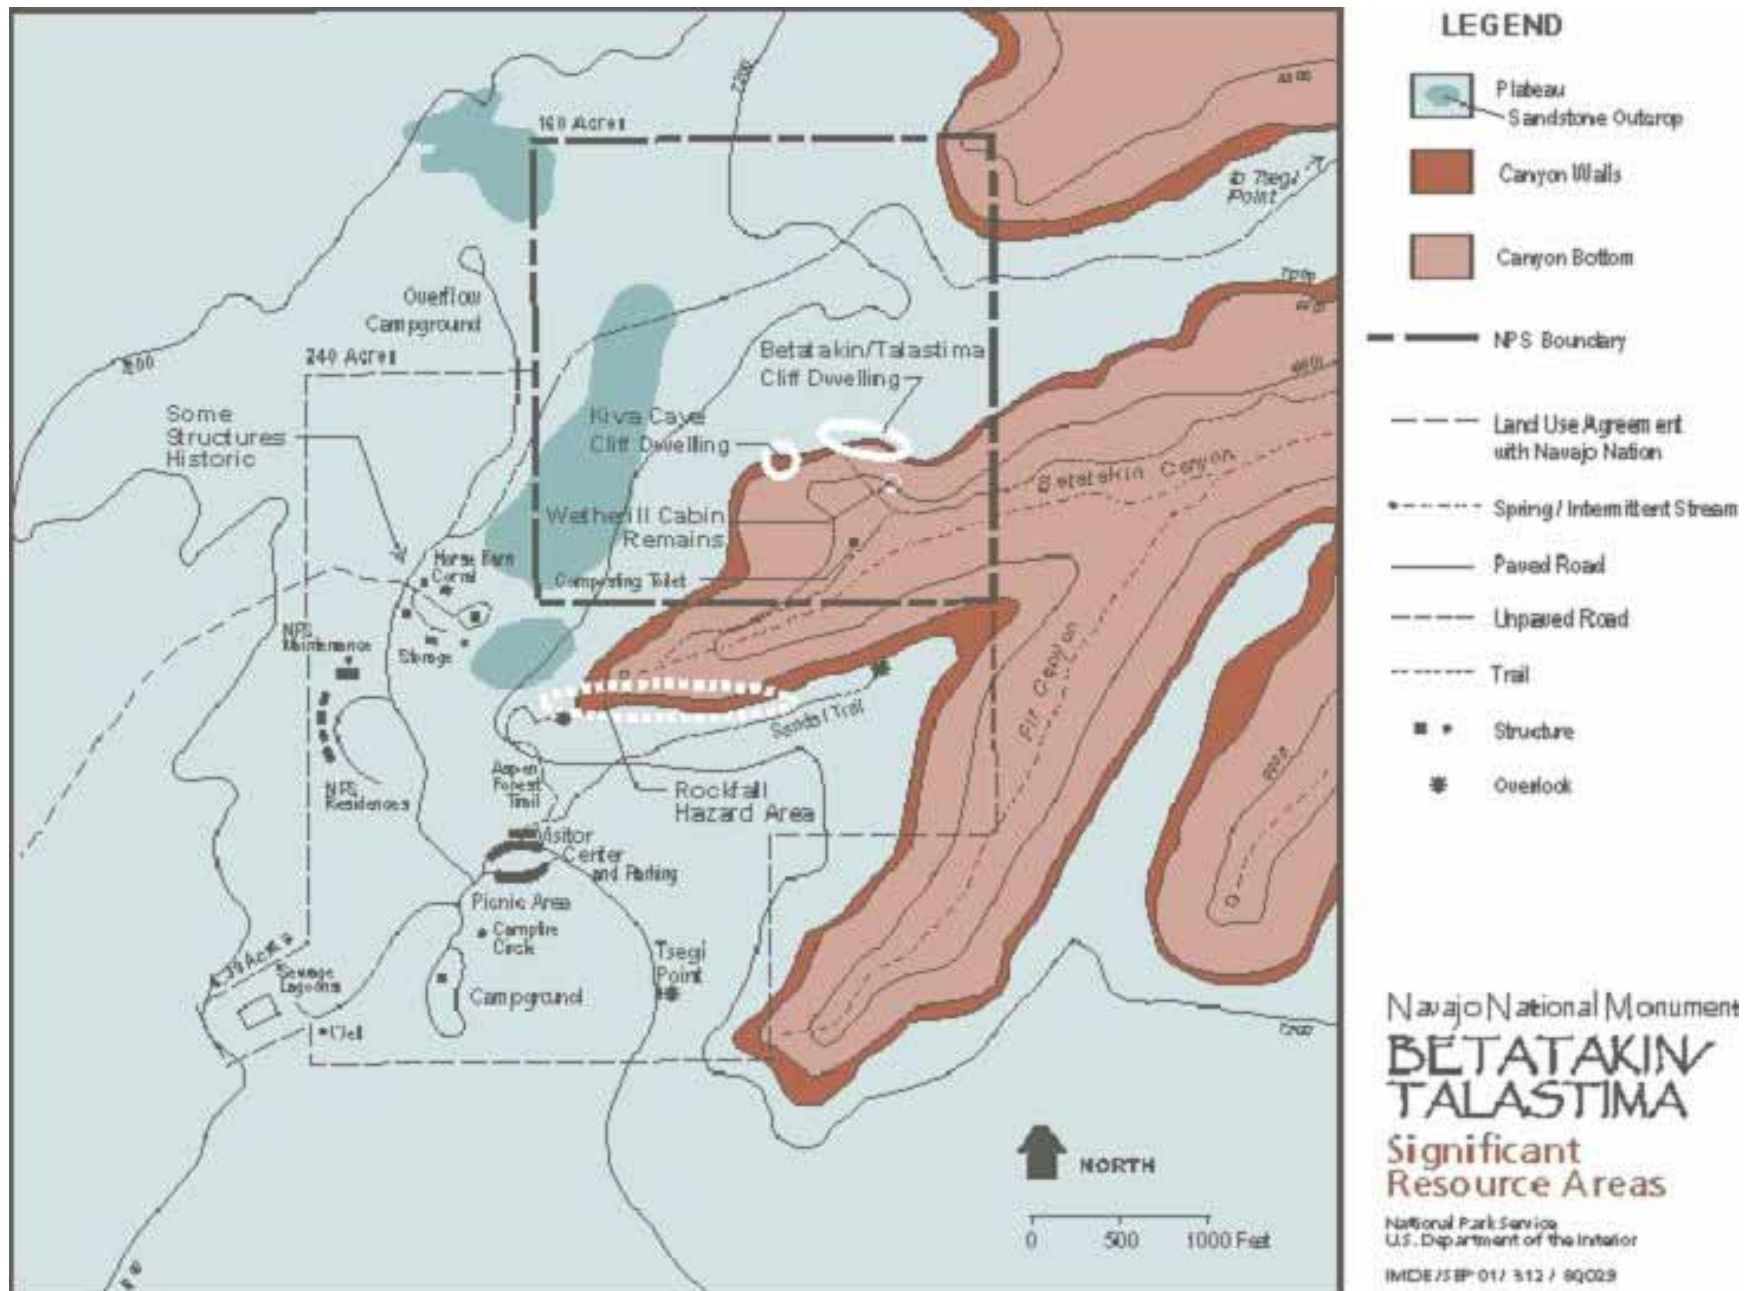 LEGEND
Plateau
Sandstone Outcrop
Canyon Walls
Canyon Bottom
NPS Boundary
Land Use Agreement
with Navajo Nation
Spring / Intermittent Stream
Paved Road
Unpaved Road
Trail
Structure
Overlook
160 Acres
7200
to Tsegi
Point
Overflow
Campground
240 Acres
Betatakin/Talastima
Cliff Dwelling
Some
Structures
Historic
Kiva Cave
Cliff Dwelling
Betatakin Canyon
Wetherill Cabin
Remains
Composting Toilet
Horse Barn
Corral
NPS
Maintenance
Storage
Fir Canyon
Sandal Trail
Aspen
Forest
Trail
Rockfall
Hazard Area
NPS
Residences
Visitor
Center
and Parking
Picnic Area
Campfire
Circle
Tsegi
Point
Sewage
Lagoons
Campground
Well
7200
NORTH
0 500 1000 Feet
Navajo National Monument
BETATAKIN/
TALASTIMA
Significant
Resource Areas
National Park Service
U.S. Department of the Interior